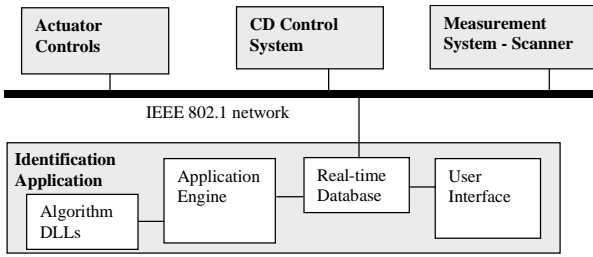 Actuator
Controls
CD Control
System
Measurement
System - Scanner
IEEE 802.1 network
Identification
Application
Algorithm
DLLs
Application
Engine
Real-time
Database
User
Interface